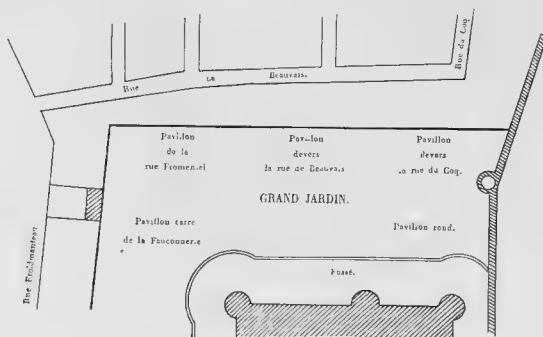 Rue du Coq
Rue de Beauvais.
Pavillon
de la
rue Fromentel
Pavillon
devers
la rue de Beauvais
Pavillon
devers
la rue du Coq.
GRAND JARDIN.
Pavillon carre
de la Fauconnerie
Pavillon rond.
Rue Froidmanteau
Fossé.